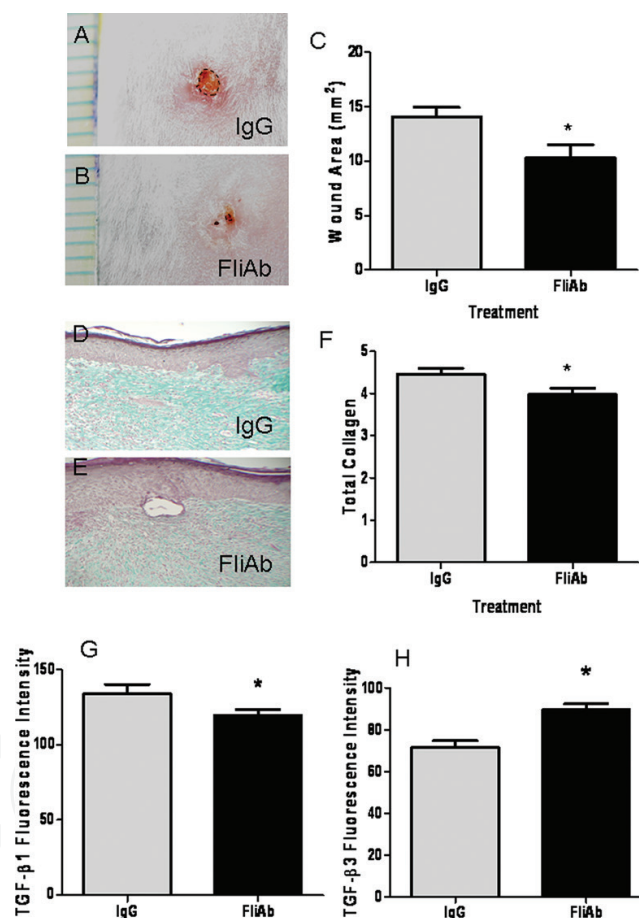 A
IgG
B
FliAb
C
Wound Area (mm²)
20
15
10
5
0
*
IgG
FliAb
Treatment
D
IgG
E
FliAb
F
Total Collagen
5
4
3
2
1
0
*
IgG
FliAb
Treatment
G
TGF-β1 Fluorescence Intensity
150
100
50
0
*
IgG
FliAb
H
TGF-β3 Fluorescence Intensity
100
80
60
40
20
0
*
IgG
FliAb